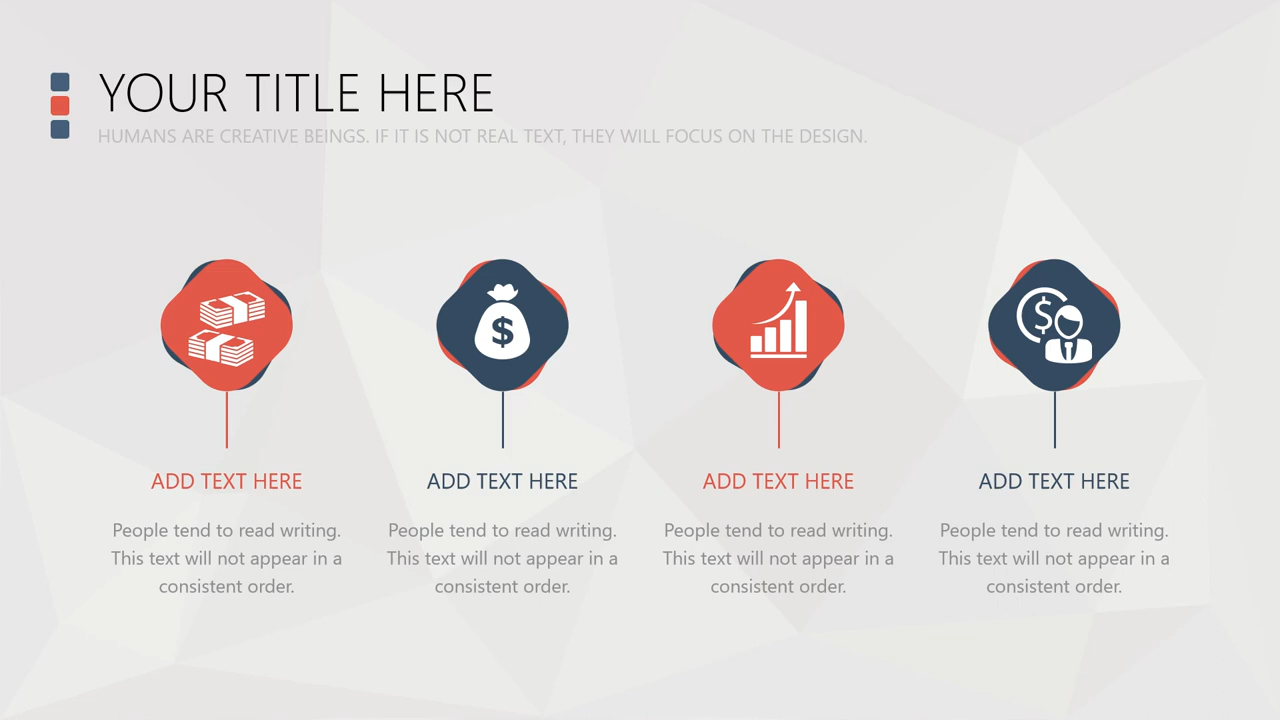 YOUR TITLE HERE
HUMANS ARE CREATIVE BEINGS. IF IT IS NOT REAL TEXT, THEY WILL FOCUS ON THE DESIGN.
$
$
ADD TEXT HERE
People tend to read writing.
This text will not appear in a
consistent order.
ADD TEXT HERE
People tend to read writing.
This text will not appear in a
consistent order.
ADD TEXT HERE
People tend to read writing.
This text will not appear in a
consistent order.
ADD TEXT HERE
People tend to read writing.
This text will not appear in a
consistent order.